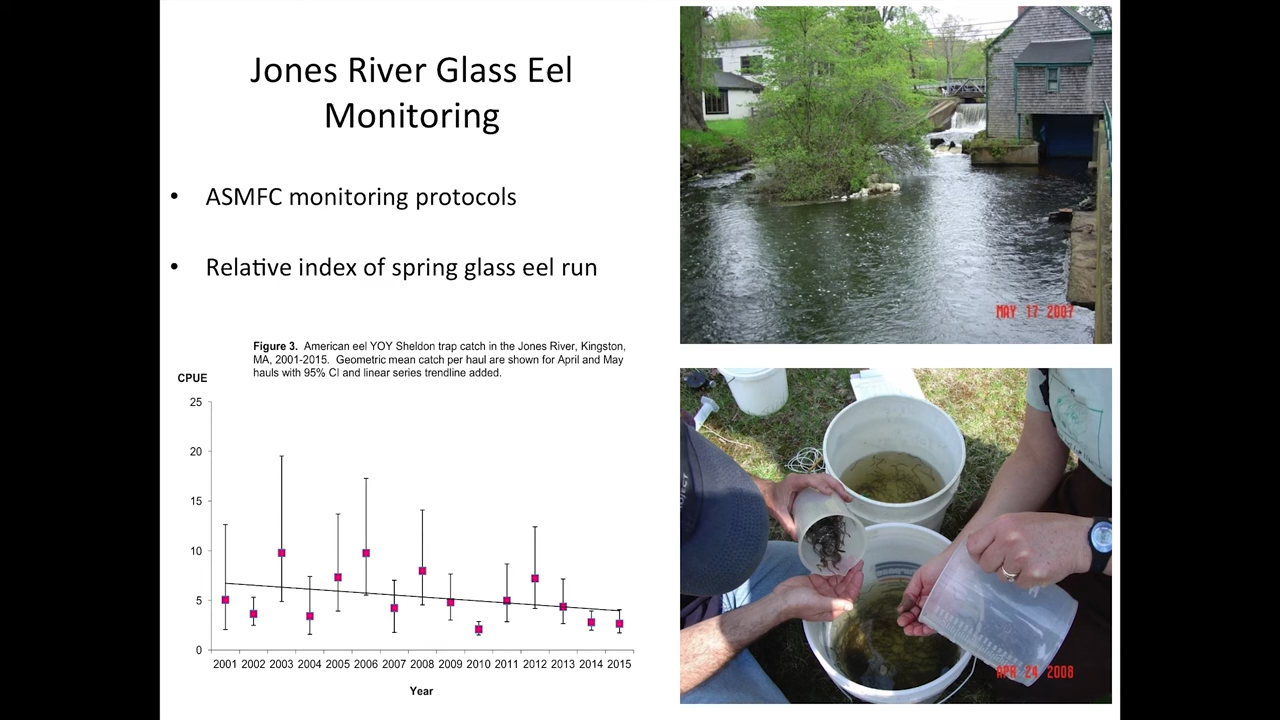 Jones River Glass Eel
Monitoring
• ASMFC monitoring protocols
• Relative index of spring glass eel run
Figure 3. American eel YOY Sheldon trap catch in the Jones River, Kingston,
MA, 2001-2015. Geometric mean catch per haul are shown for April and May
hauls with 95% CI and linear series trendline added.
CPUE
25
20
15
10
5
0
2001 2002 2003 2004 2005 2006 2007 2008 2009 2010 2011 2012 2013 2014 2015
Year
MAY 17 2007
APR 24 2008